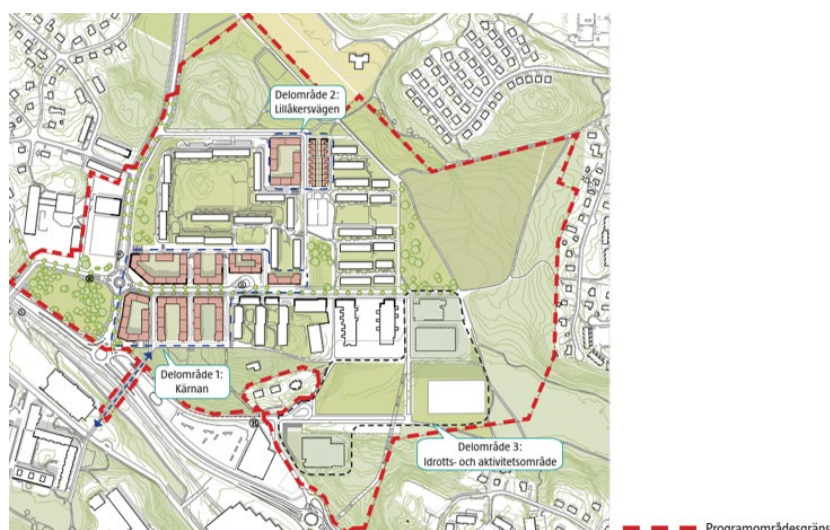 Delområde 2:
Lillåkersvägen
Delområde 1:
Kärnan
Delområde 3:
Idrotts- och aktivitetsområde
Programområdesgräns